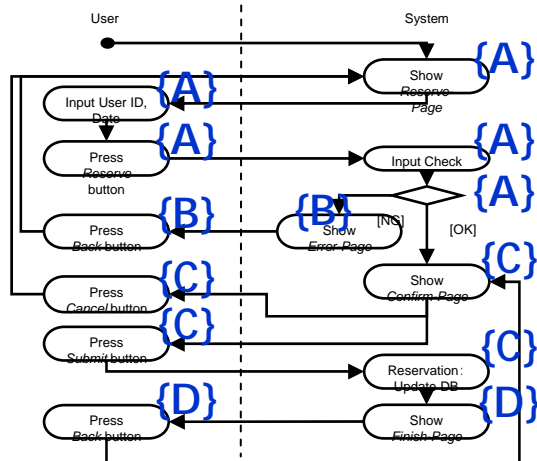 User
System
Show
Reserve-
Page
{A}
Input User ID,
Date
{A}
Press
Reserve
button
{A}
Input Check
{A}
{A}
[NG]
[OK]
Show
Error-Page
{B}
Press
Back button
{B}
Show
Confirm-Page
{C}
Press
Cancel button
{C}
Press
Submit button
{C}
Reservation:
Update DB
{C}
Show
Finish-Page
{D}
Press
Back button
{D}